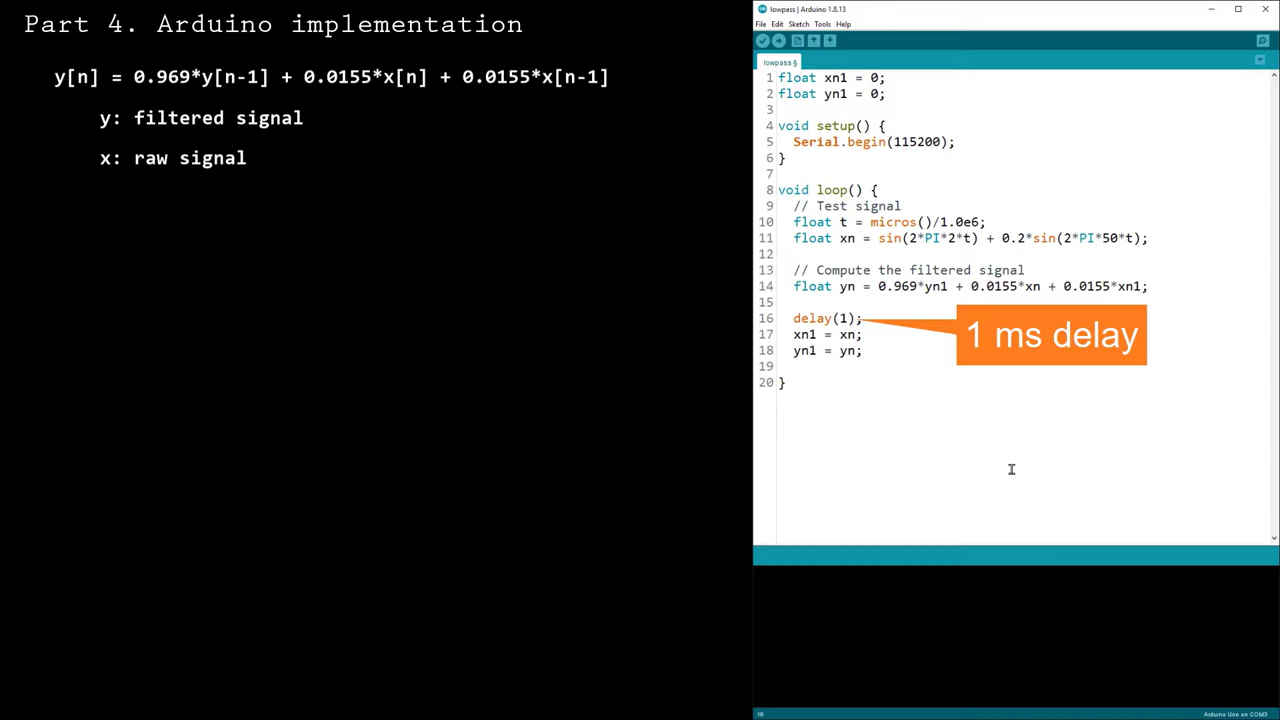 Part 4. Arduino implementation
y[n] = 0.969*y[n-1] + 0.0155*x[n] + 0.0155*x[n-1]
y: filtered signal
x: raw signal
lowpass | Arduino 1.8.13
File Edit Sketch Tools Help
lowpass §
1 float xn1 = 0;
2 float yn1 = 0;
3
4 void setup() {
5 Serial.begin(115200);
6 }
7
8 void loop() {
9 // Test signal
10 float t = micros()/1.0e6;
11 float xn = sin(2*PI*2*t) + 0.2*sin(2*PI*50*t);
12
13 // Compute the filtered signal
14 float yn = 0.969*yn1 + 0.0155*xn + 0.0155*xn1;
15
16 delay(1);
17 xn1 = xn;
18 yn1 = yn;
19
20 }
1 ms delay
18
Arduino Uno on COM3